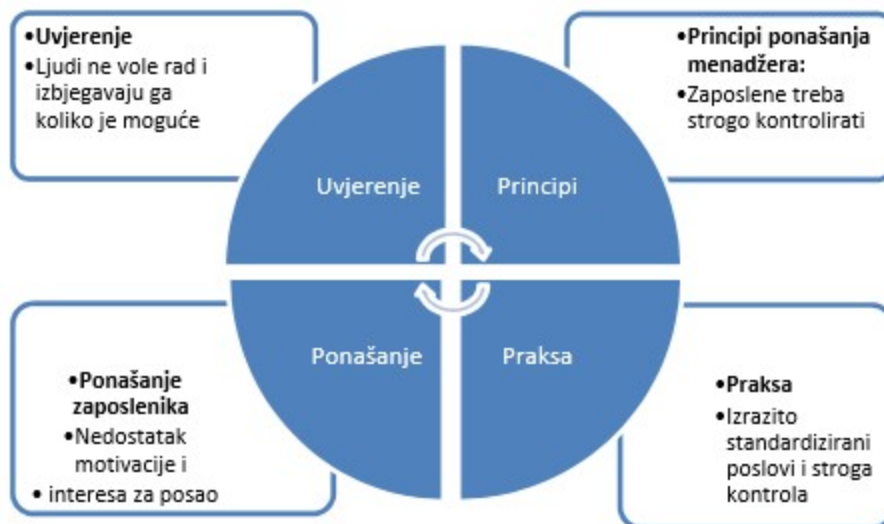 •Uvjerenje
•Ljudi ne vole rad i
izbjegavaju ga
koliko je moguće
•Principi ponašanja
menadžera:
•Zaposlene treba
strogo kontrolirati
Uvjerenje
Principi
Ponašanje
Praksa
•Ponašanje
zaposlenika
•Nedostatak
motivacije i
• interesa za posao
•Praksa
•Izrazito
standardizirani
poslovi i stroga
kontrola